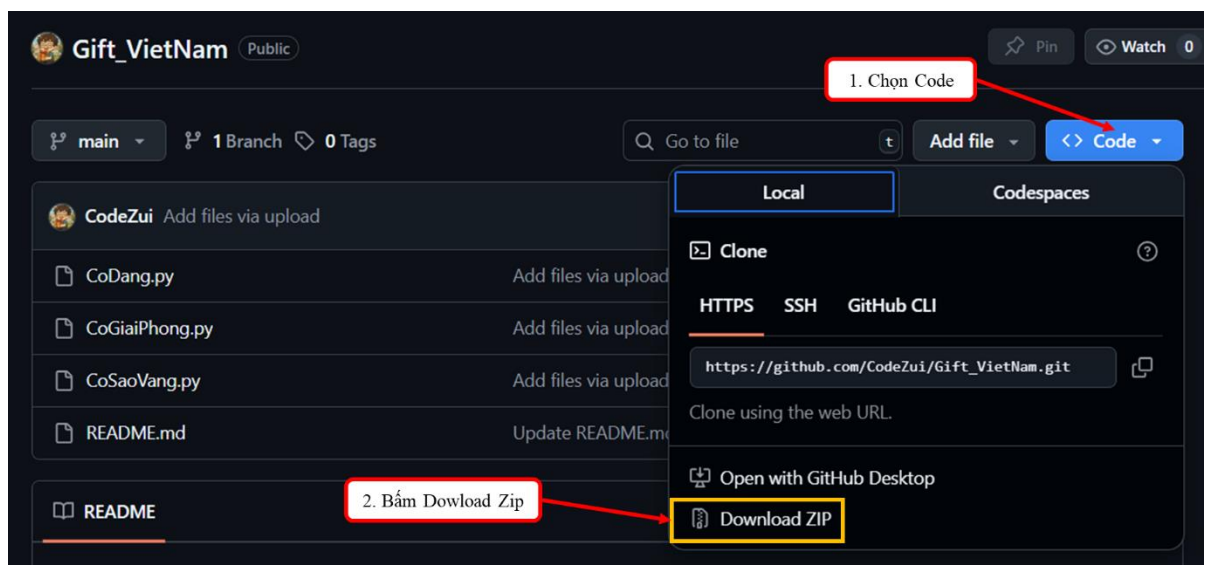 Gift_VietNam Public
Pin
Watch 0
1. Chọn Code
main
1 Branch
0 Tags
Go to file t
Add file
<> Code
Local
Codespaces
CodeZui Add files via upload
Clone
CoDang.py
Add files via upload
HTTPS SSH GitHub CLI
CoGiaiPhong.py
Add files via upload
https://github.com/CodeZui/Gift_VietNam.git
CoSaoVang.py
Add files via upload
Clone using the web URL.
README.md
Update README.m
Open with GitHub Desktop
2. Bấm Dowload Zip
README
Download ZIP